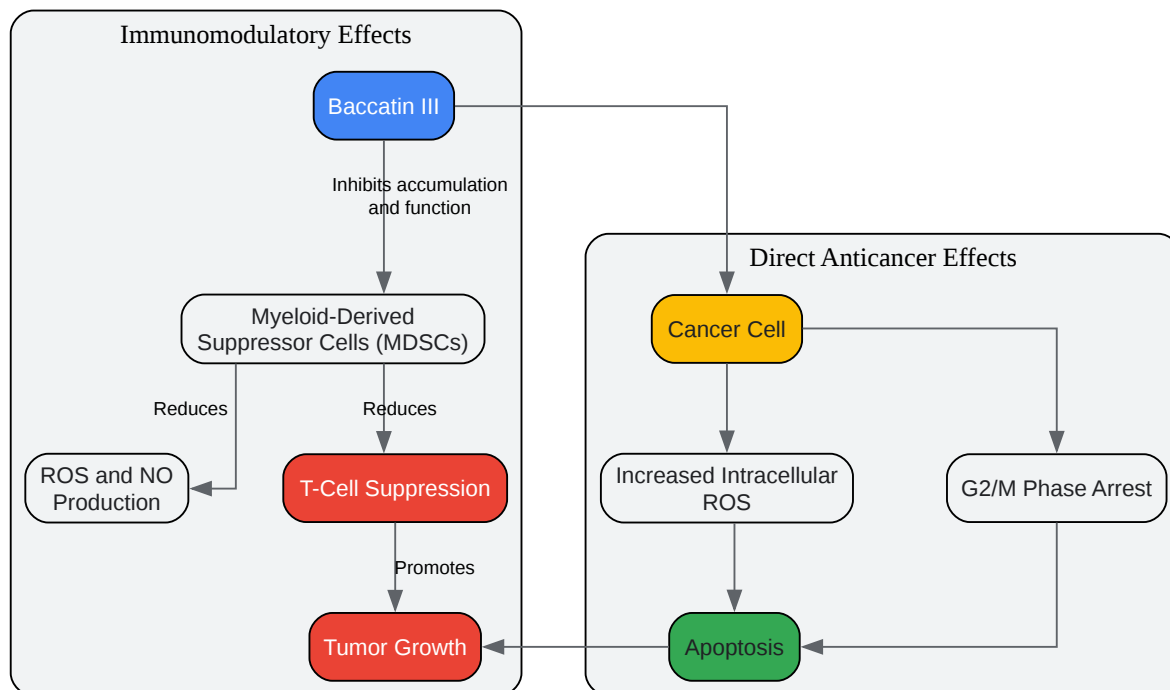 Immunomodulatory Effects
Baccatin III
Inhibits accumulation
and function
Myeloid-Derived
Suppressor Cells (MDSCs)
Reduces
Reduces
ROS and NO
Production
T-Cell Suppression
Promotes
Tumor Growth
Direct Anticancer Effects
Cancer Cell
Increased Intracellular
ROS
G2/M Phase Arrest
Apoptosis